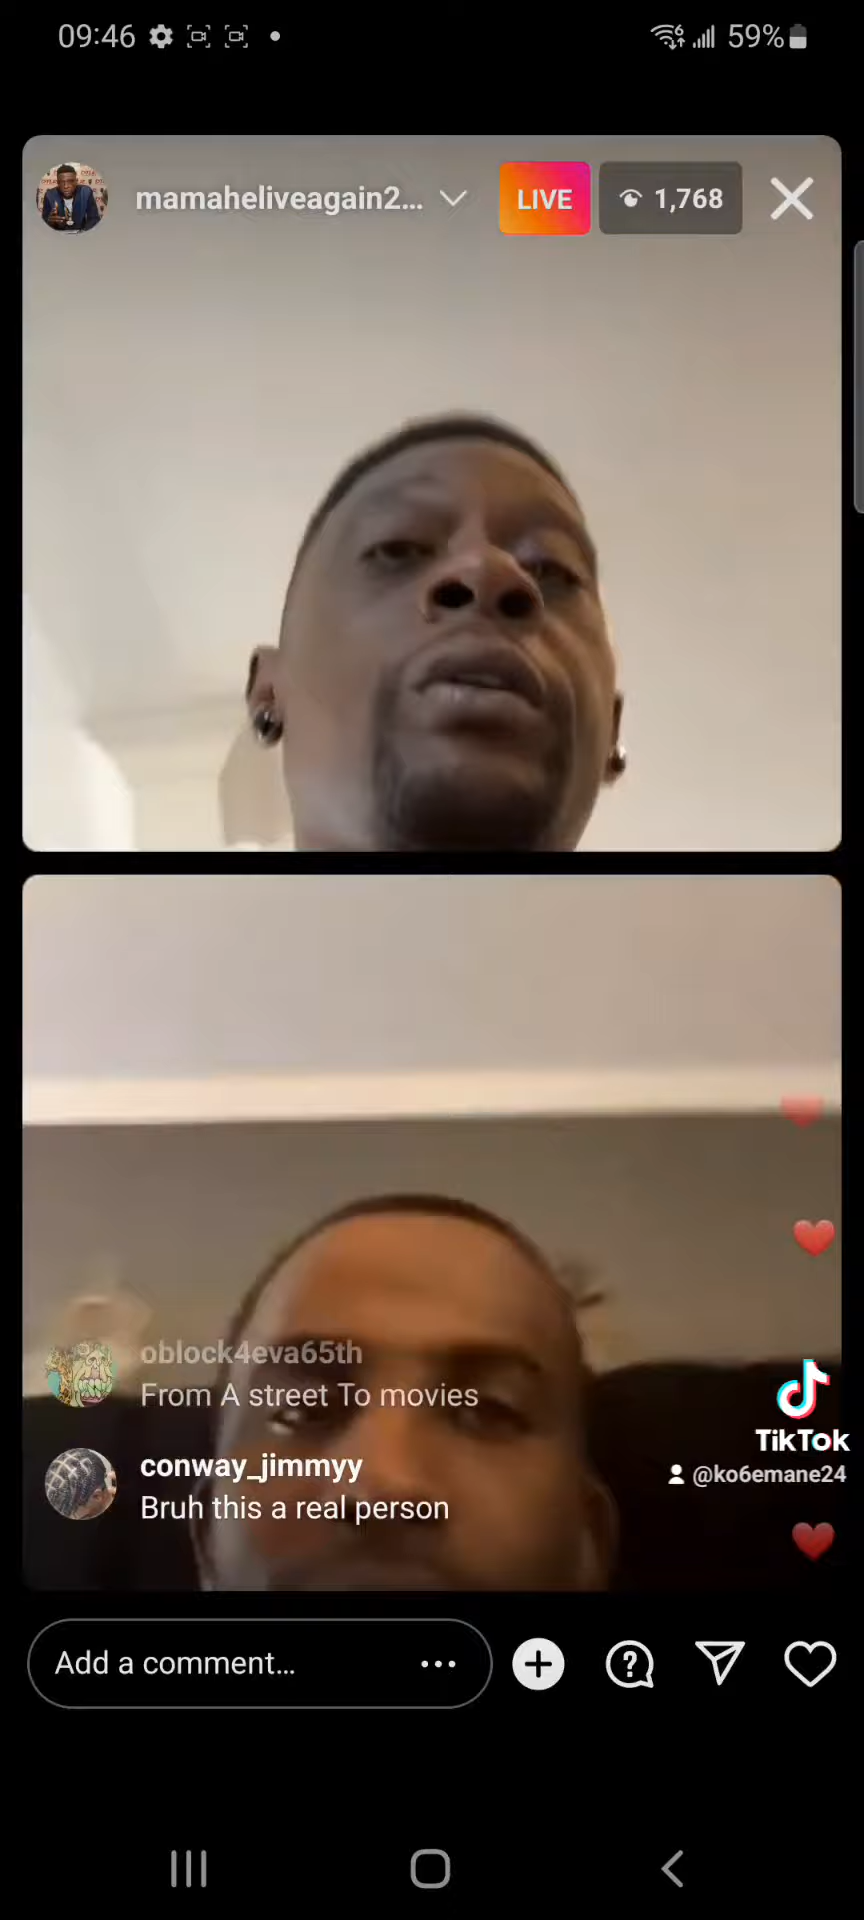 09:46
59%
mamaheliveagain2...
LIVE
1,768
oblock4eva65th
From A street To movies
conway_jimmyy
Bruh this a real person
TikTok
@ko6emane24
Add a comment...